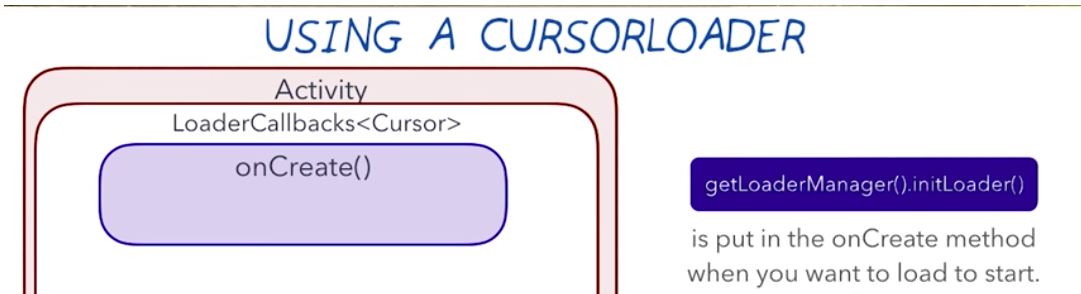 USING A CURSORLOADER
Activity
LoaderCallbacks<Cursor>
onCreate()
getLoaderManager().initLoader()
is put in the onCreate method
when you want to load to start.